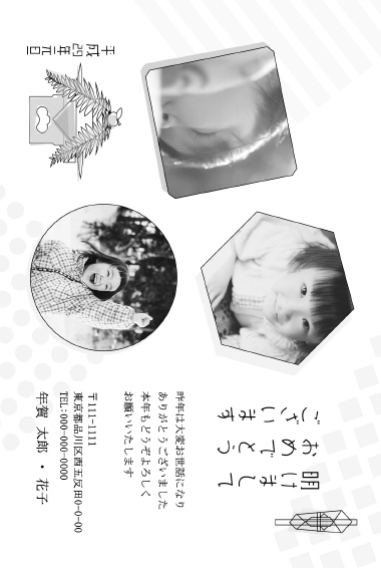 明けまして
おめでとう
ございます
昨年は大変お世話になり
ありがとうございました
本年もどうぞよろしく
お願いいたします
〒111-1111
東京都品川区西五反田0-0-00
TEL:000-000-0000
年賀 太郎・花子
平成29年元旦